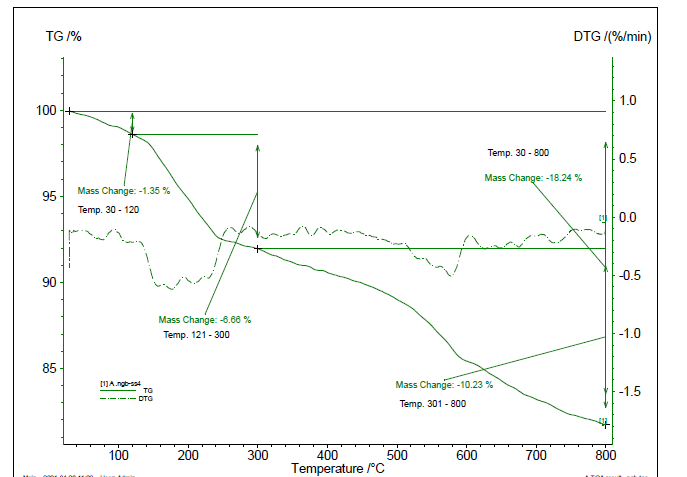 TG /%
DTG /(%/min)
100
1.0
Temp. 30 - 800
0.5
Mass Change: -18.24 %
Mass Change: -1.35 %
95
Temp. 30 - 120
[1]
0.0
90
-0.5
Mass Change: -6.66 %
Temp. 121 - 300
-1.0
85
[1] A .ngb-ss4
TG
DTG
Mass Change: -10.23 %
-1.5
Temp. 301 - 800
[1]
100 200 300 400 500 600 700 800
Temperature /°C